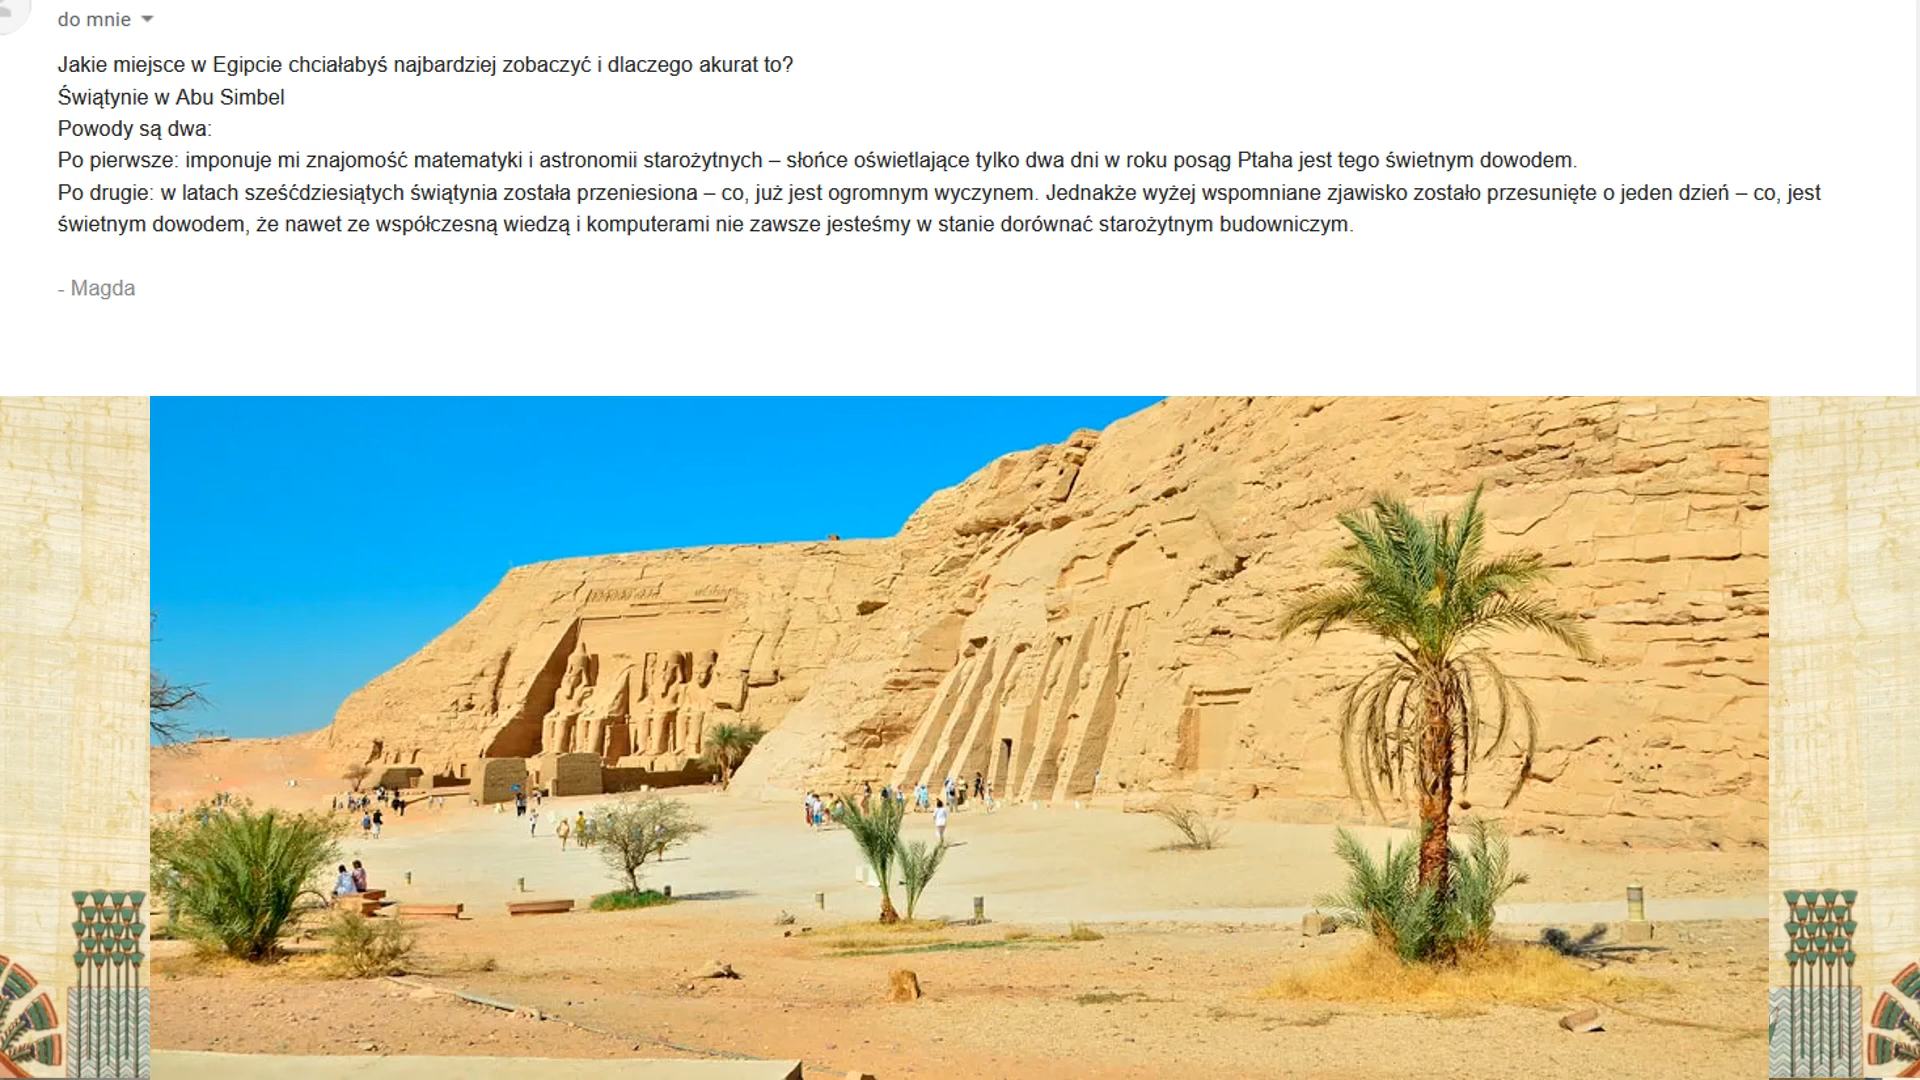 do mnie
Jakie miejsce w Egipcie chciałabyś najbardziej zobaczyć i dlaczego akurat to?
Świątynie w Abu Simbel
Powody są dwa:
Po pierwsze: imponuje mi znajomość matematyki i astronomii starożytnych – słońce oświetlające tylko dwa dni w roku posąg Ptaha jest tego świetnym dowodem.
Po drugie: w latach sześćdziesiątych świątynia została przeniesiona – co, już jest ogromnym wyczynem. Jednakże wyżej wspomniane zjawisko zostało przesunięte o jeden dzień – co, jest
świetnym dowodem, że nawet ze współczesną wiedzą i komputerami nie zawsze jesteśmy w stanie dorównać starożytnym budowniczym.
- Magda